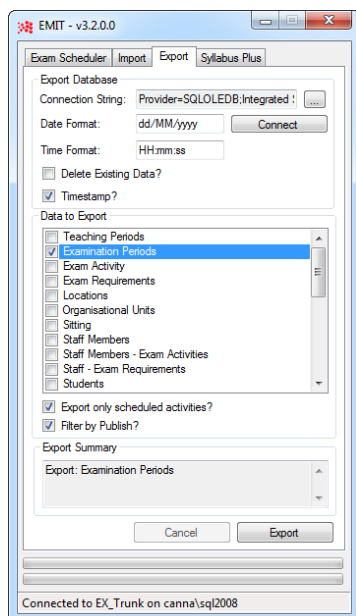 EMIT - v3.2.0.0
Exam Scheduler Import Export Syllabus Plus
Export Database
Connection String: Provider=SQLOLEDB;Integrated ...
Date Format: dd/MM/yyyy Connect
Time Format: HH:mm:ss
Delete Existing Data?
Timestamp?
Data to Export
Teaching Periods
Examination Periods
Exam Activity
Exam Requirements
Locations
Organisational Units
Sitting
Staff Members
Staff Members - Exam Activities
Staff - Exam Requirements
Students
Export only scheduled activities?
Filter by Publish?
Export Summary
Export: Examination Periods
Cancel Export
Connected to EX_Trunk on canna\sql2008